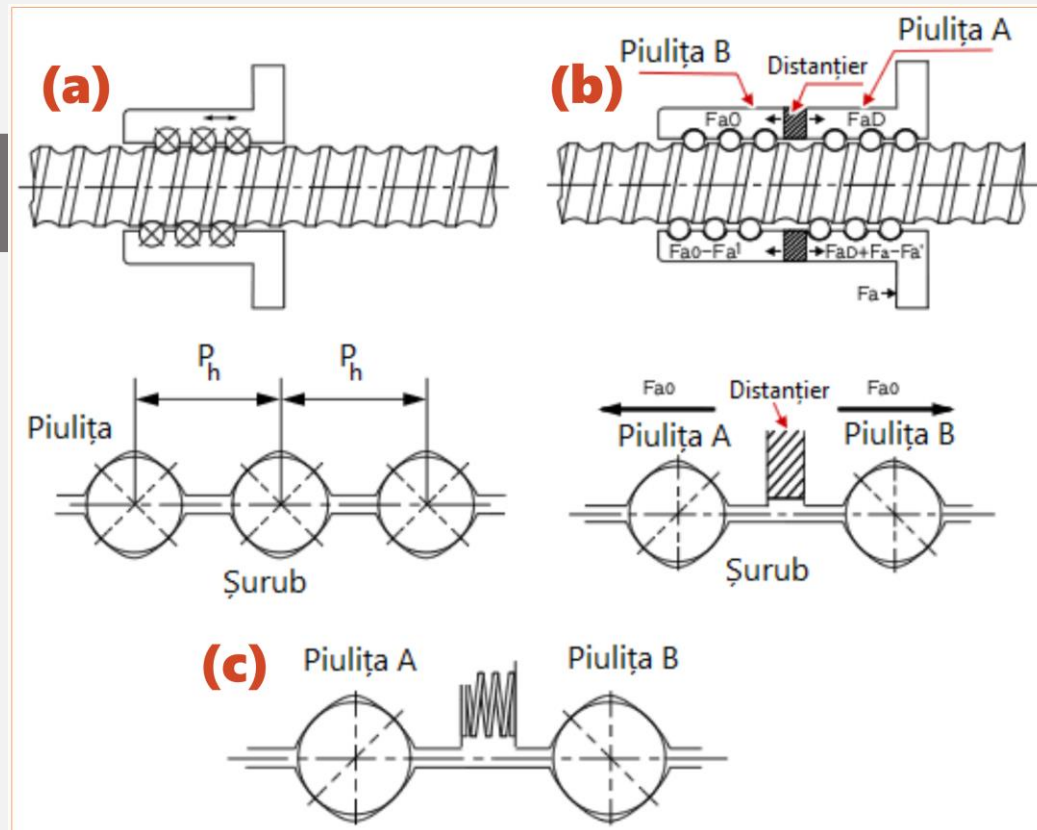 (a)
(b)
Piulița B
Distanțier
Piulița A
Fa0
FaD
Fa0-Fa'
FaD+Fa-Fa'
Fa
Ph
Ph
Piulița
Șurub
Fa0
Distanțier
Fa0
Piulița A
Piulița B
Șurub
(c)
Piulița A
Piulița B